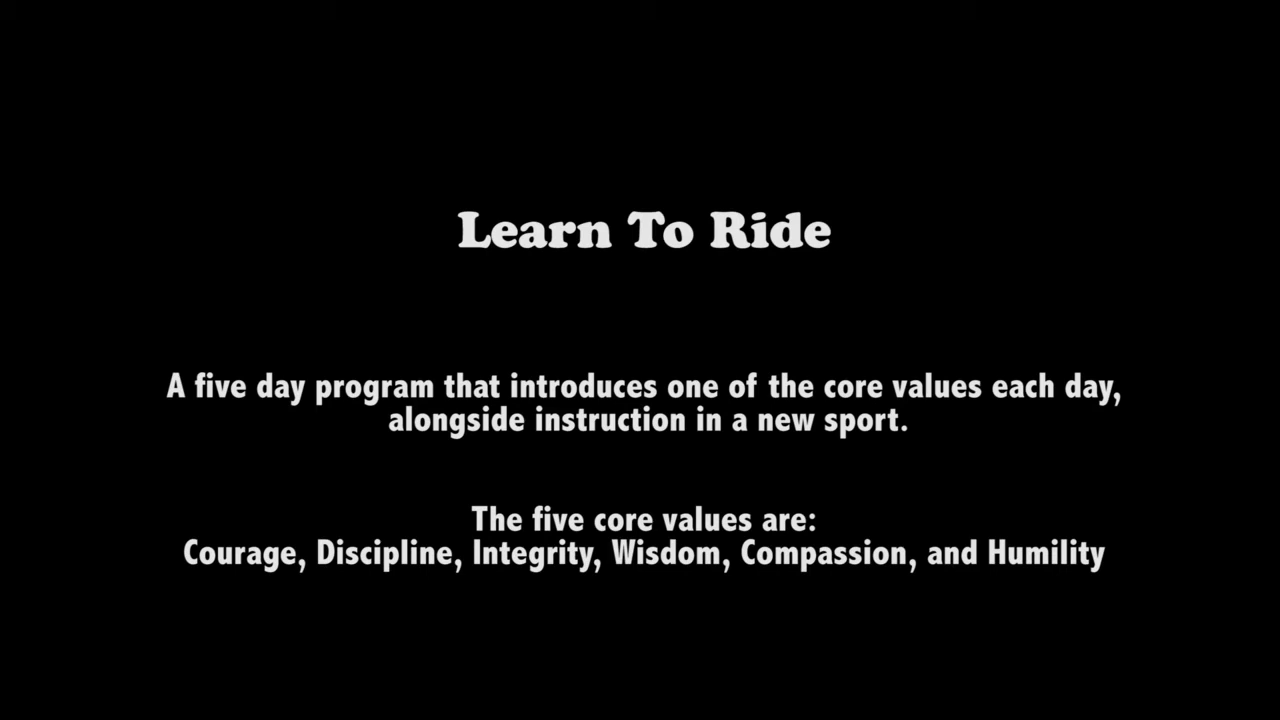 Learn To Ride
A five day program that introduces one of the core values each day,
alongside instruction in a new sport.
The five core values are:
Courage, Discipline, Integrity, Wisdom, Compassion, and Humility